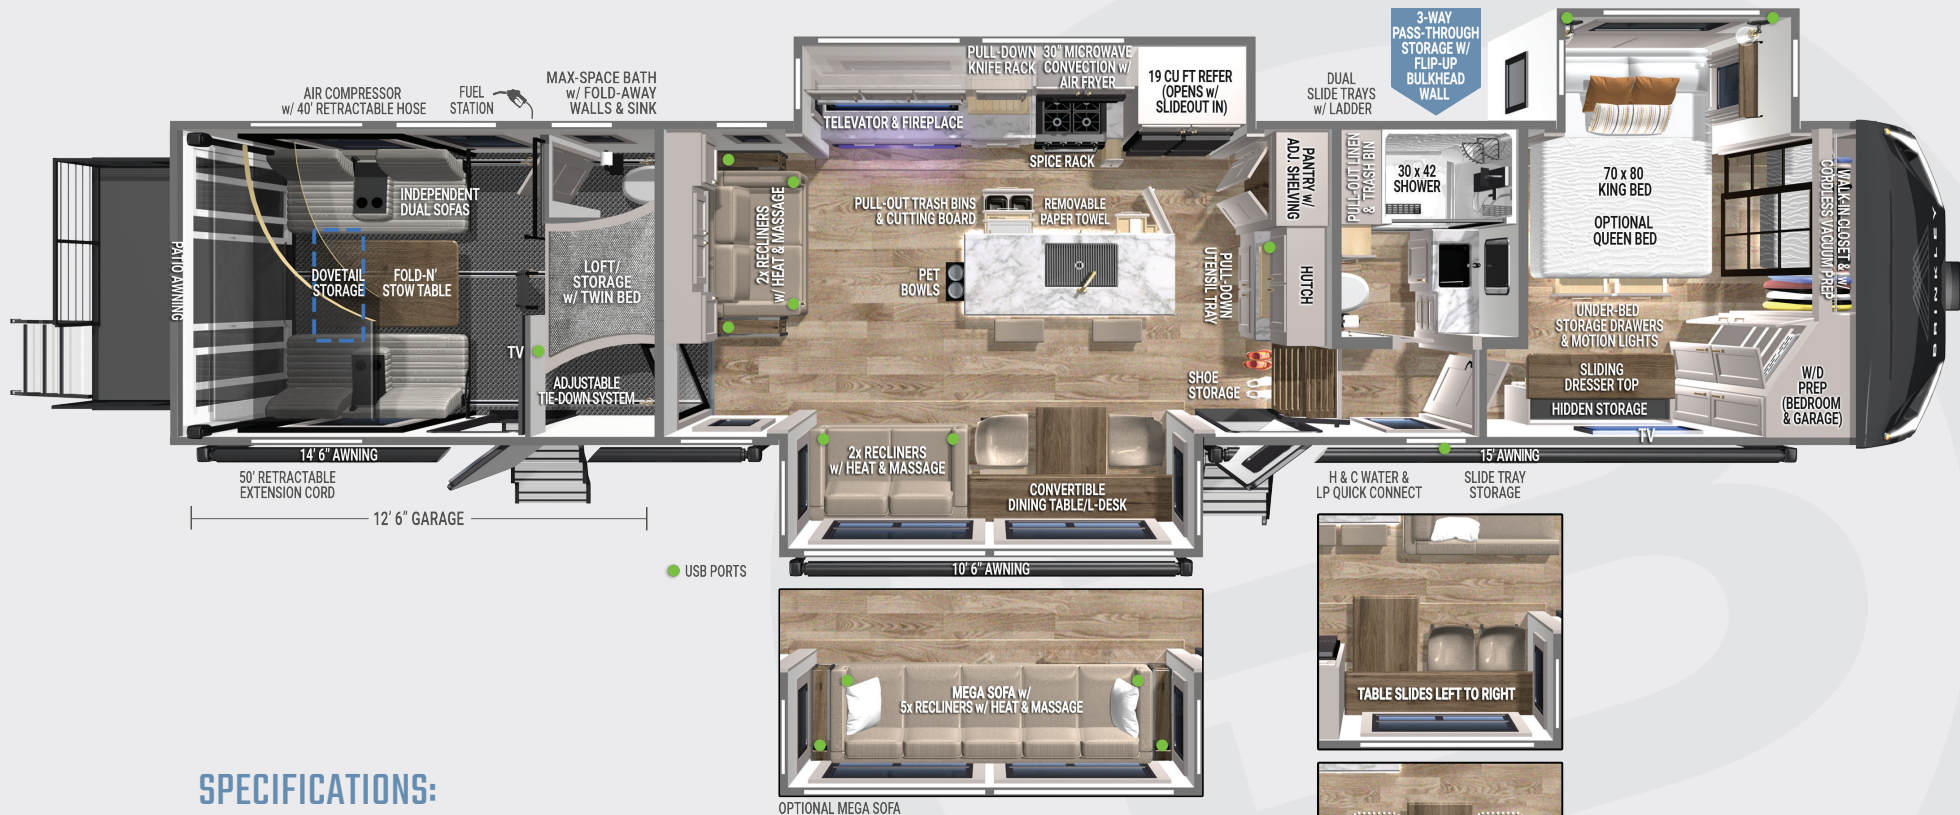 3-WAY
PASS-THROUGH
STORAGE W/
FLIP-UP
BULKHEAD
WALL
AIR COMPRESSOR
w/ 40' RETRACTABLE HOSE
FUEL
STATION
MAX-SPACE BATH
w/ FOLD-AWAY
WALLS & SINK
PULL-DOWN
KNIFE RACK
30" MICROWAVE
CONVECTION w/
AIR FRYER
19 CU FT REFER
(OPENS w/
SLIDEOUT IN)
DUAL
SLIDE TRAYS
w/ LADDER
TELEVATOR & FIREPLACE
SPICE RACK
PANTRY w/
ADJ. SHELVING
PULL-OUT LINEN
& TRASH BIN
30 x 42
SHOWER
70 x 80
KING BED
OPTIONAL
QUEEN BED
WALK-IN CLOSET & w/
CORDLESS VACUUM PREP
BRINKLEY
PATIO AWNING
INDEPENDENT
DUAL SOFAS
DOVETAIL
STORAGE
FOLD-N'
STOW TABLE
LOFT/
STORAGE
w/ TWIN BED
2x RECLINERS
w/ HEAT & MASSAGE
PULL-OUT TRASH BINS
& CUTTING BOARD
REMOVABLE
PAPER TOWEL
PET
BOWLS
PULL-DOWN
UTENSIL TRAY
HUTCH
UNDER-BED
STORAGE DRAWERS
& MOTION LIGHTS
TV
ADJUSTABLE
TIE-DOWN SYSTEM
SHOE
STORAGE
SLIDING
DRESSER TOP
HIDDEN STORAGE
TV
W/D
PREP
(BEDROOM
& GARAGE)
14' 6" AWNING
50' RETRACTABLE
EXTENSION CORD
12' 6" GARAGE
2x RECLINERS
w/ HEAT & MASSAGE
CONVERTIBLE
DINING TABLE/L-DESK
15' AWNING
H & C WATER &
LP QUICK CONNECT
SLIDE TRAY
STORAGE
USB PORTS
10' 6" AWNING
MEGA SOFA w/
5x RECLINERS w/ HEAT & MASSAGE
TABLE SLIDES LEFT TO RIGHT
SPECIFICATIONS:
OPTIONAL MEGA SOFA